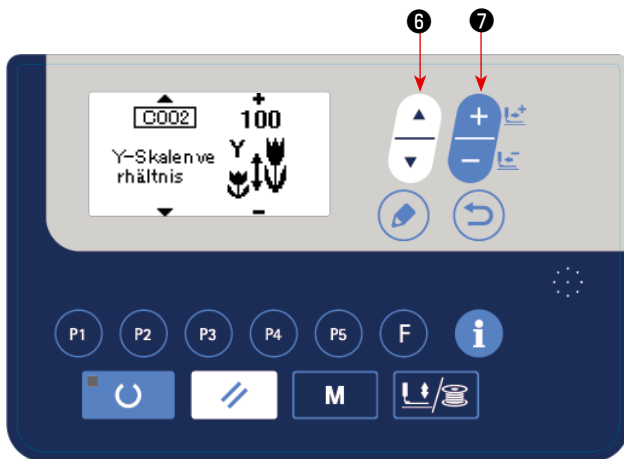 ❻ ❼
C002
+
100
Y-Skalenve
rhältnis
Y
−
+
−
P1 P2 P3 P4 P5 F i
M
/